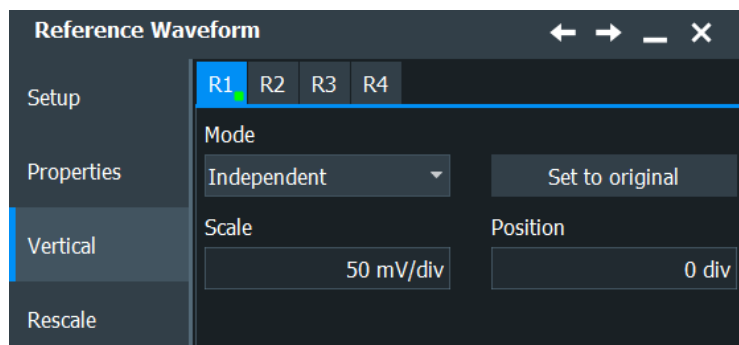 Reference Waveform
Setup
Properties
Vertical
Rescale
R1 R2 R3 R4
Mode
Independent
Set to original
Scale
Position
50 mV/div
0 div